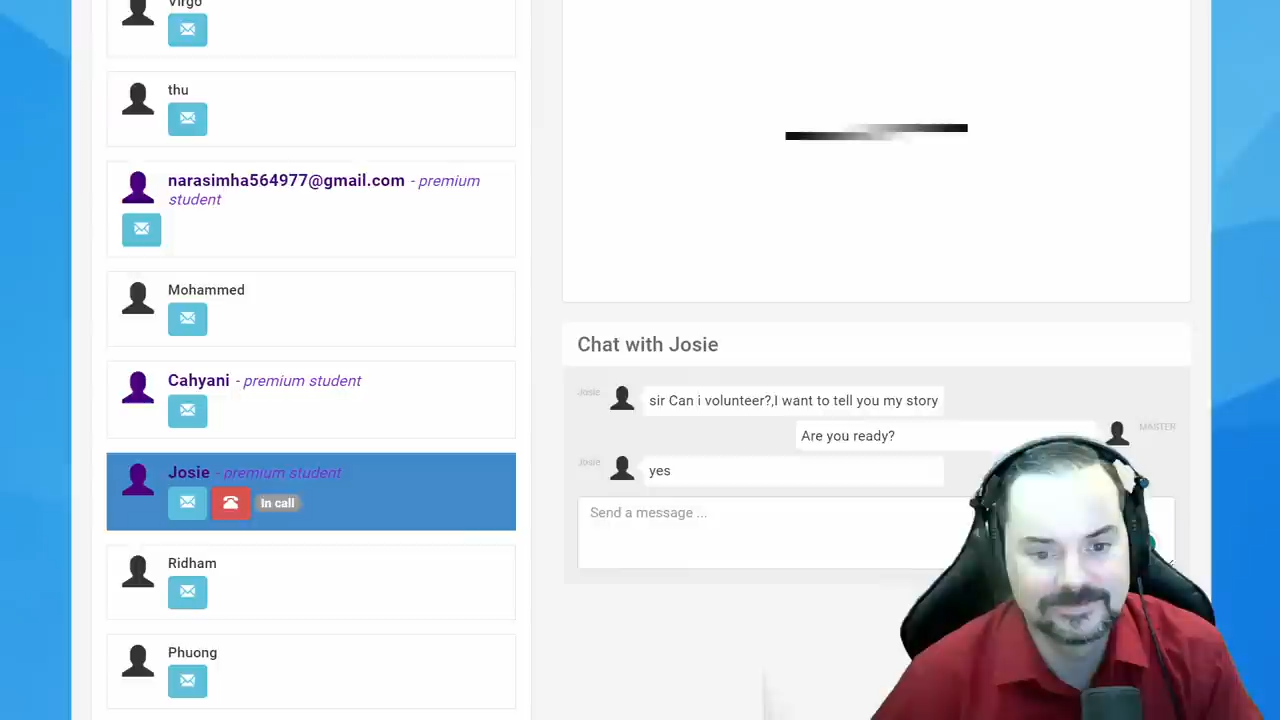 Virgo
thu
narasimha564977@gmail.com - premium
student
Mohammed
Cahyani - premium student
Josie - premium student
In call
Ridham
Phuong
Chat with Josie
Josie
sir Can i volunteer?,I want to tell you my story
MASTER
Are you ready?
Josie
yes
Send a message ...